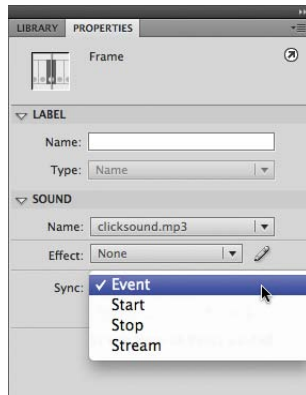 LIBRARY PROPERTIES
Frame
LABEL
Name:
Type: Name
SOUND
Name: clicksound.mp3
Effect: None
Sync: ✓ Event
Start
Stop
Stream